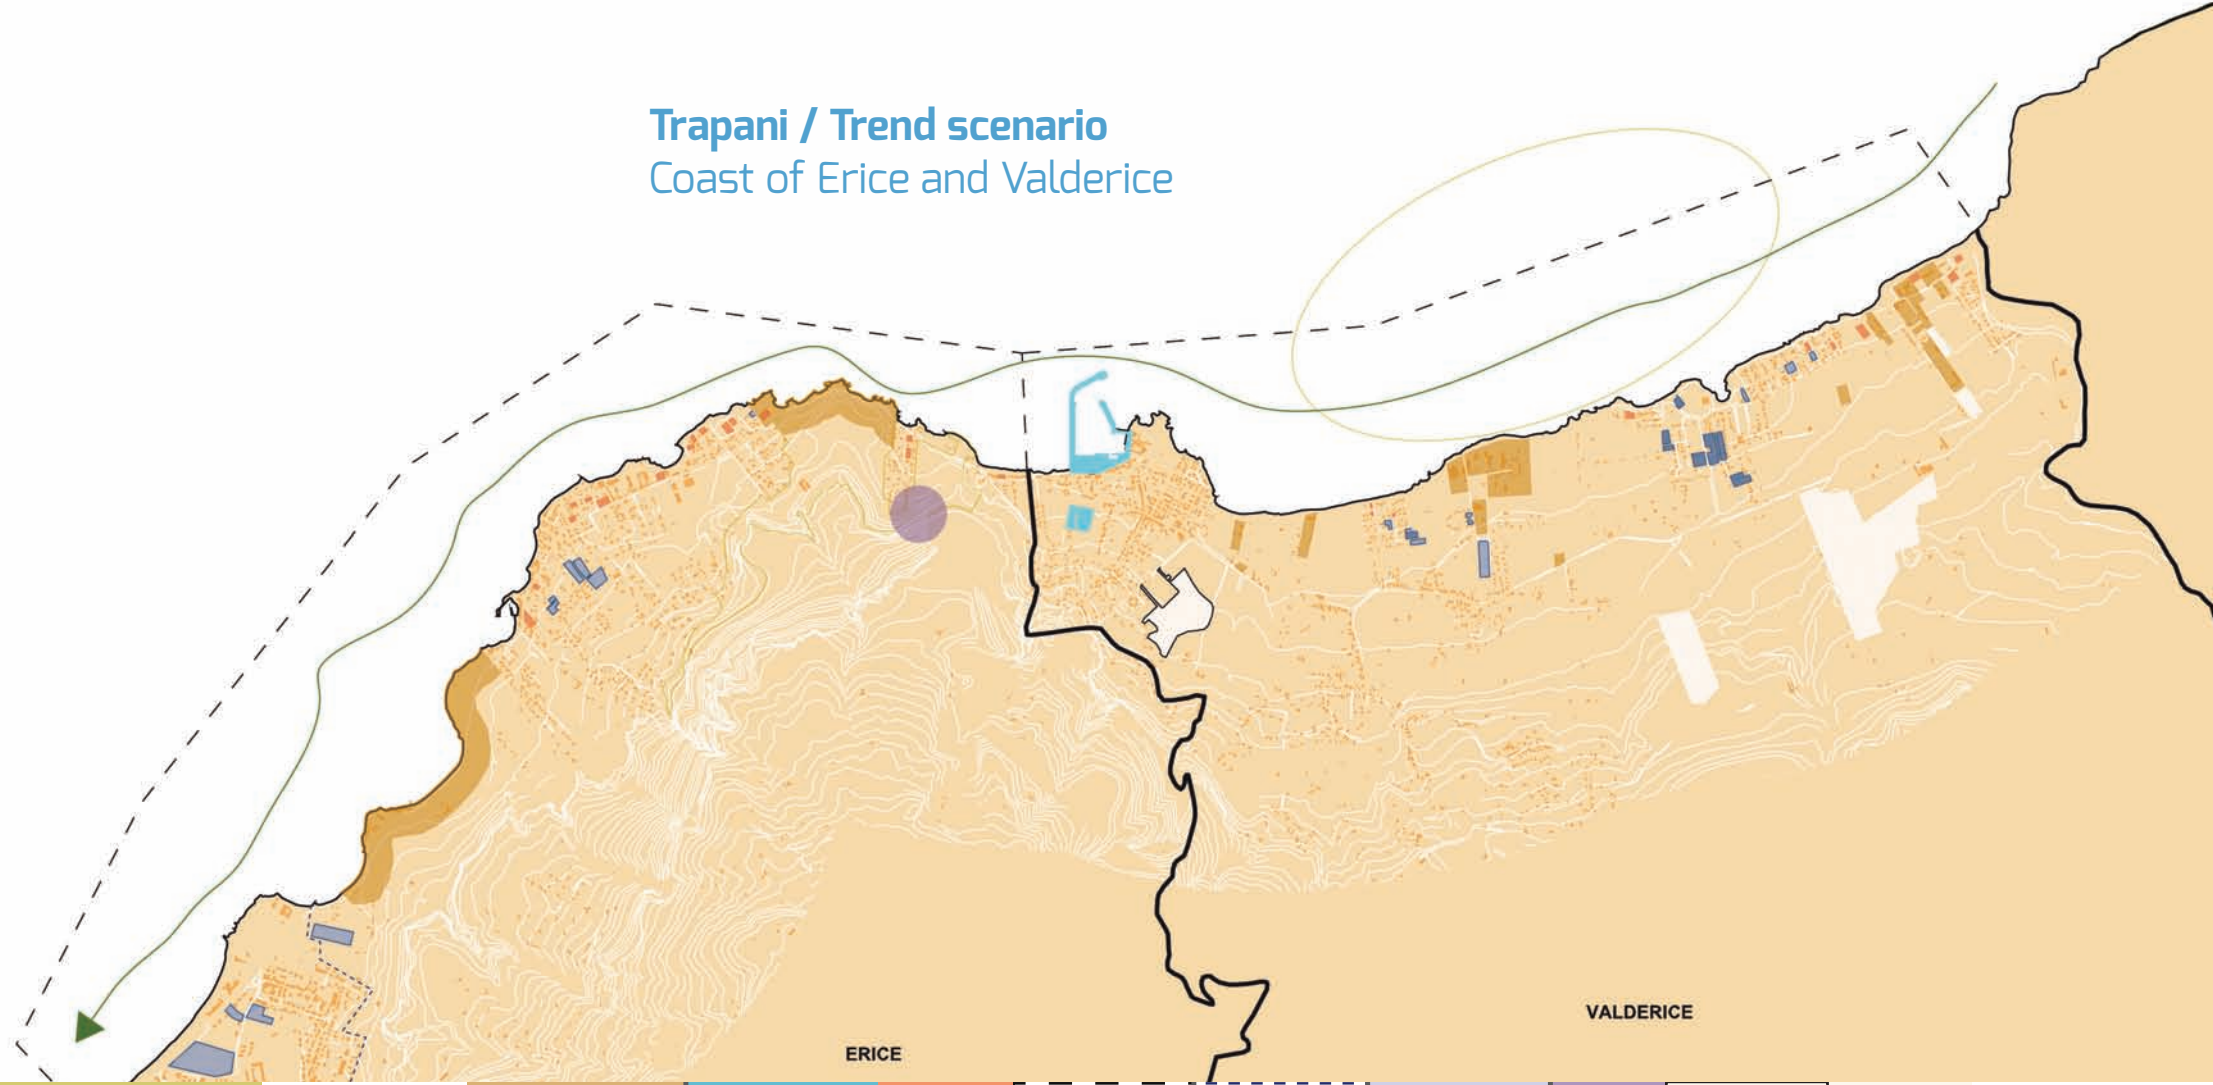 Trapani / Trend scenario
Coast of Erice and Valderice
VALDERICE
ERICE